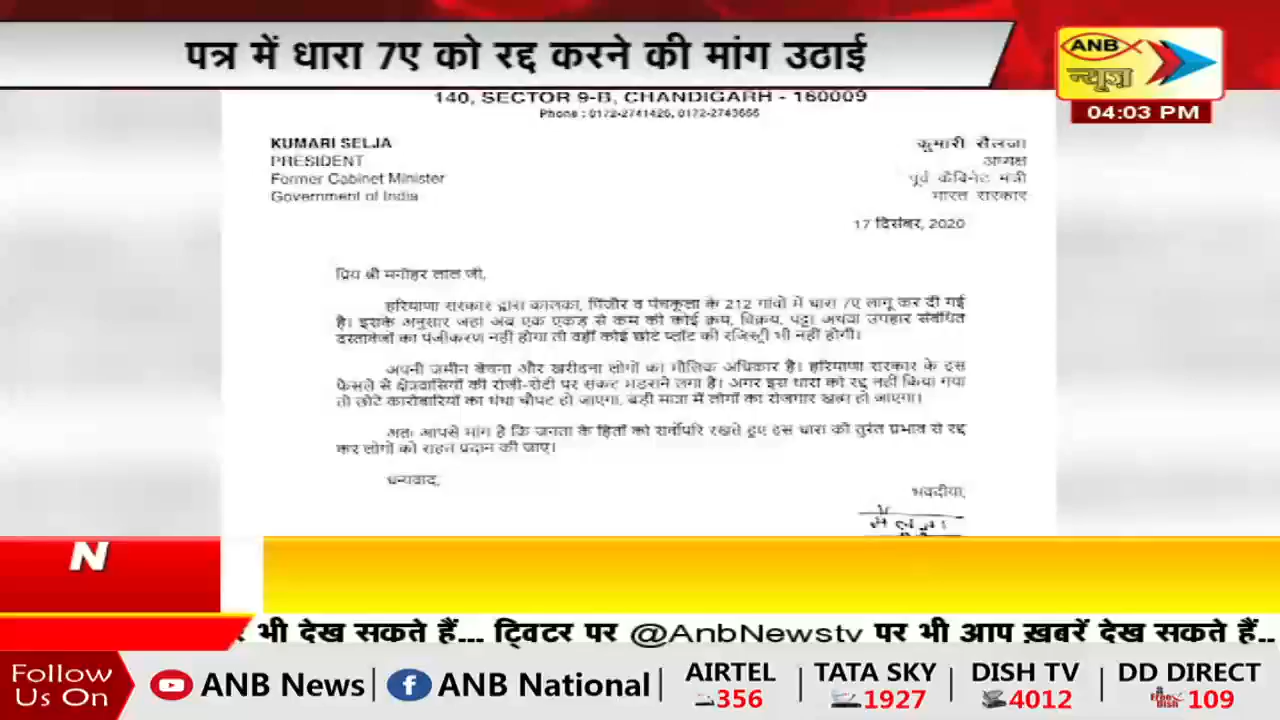 पत्र में धारा 7ए को रद्द करने की मांग उठाई
ANB
न्यूज़
04:03 PM
140, SECTOR 9-B, CHANDIGARH - 160009
Phone : 0172-2741426, 0172-2743666
KUMARI SELJA
PRESIDENT
Former Cabinet Minister
Government of India
कुमारी सैलजा
अध्यक्ष
पूर्व केबिनेट मंत्री
भारत सरकार
17 दिसंबर, 2020
प्रिय श्री मनोहर लाल जी,
हरियाणा सरकार द्वारा कालका, पिंजौर व पंचकूला के 212 गांवों में धारा 7ए लागू कर दी गई
है। इसके अनुसार जहां अब एक एकड़ से कम की कोई क्रय, विक्रय, पट्टा अथवा उपहार संबंधित
दस्तावेजों का पंजीकरण नहीं होगा तो वहीं कोई छोटे प्लॉट की रजिस्ट्री भी नहीं होगी।
अपनी जमीन बेचना और खरीदना लोगों का मौलिक अधिकार है। हरियाणा सरकार के इस
फैसले से क्षेत्रवासियों की रोजी-रोटी पर संकट मंडराने लगा है। अगर इस धारा को रद्द नहीं किया गया
तो छोटे कारोबारियों का धंधा चौपट हो जाएगा, बड़ी मात्रा में लोगों का रोजगार खत्म हो जाएगा।
अतः आपसे मांग है कि जनता के हितों को सर्वोपरि रखते हुए इस धारा को तुरंत प्रभाव से रद्द
कर लोगों को राहत प्रदान की जाए।
धन्यवाद,
भवदीया,
N
भी देख सकते हैं... ट्विटर पर @AnbNewstv पर भी आप ख़बरें देख सकते हैं..
Follow Us On
ANB News
ANB National
AIRTEL 356
TATA SKY 1927
DISH TV 4012
DD DIRECT 109